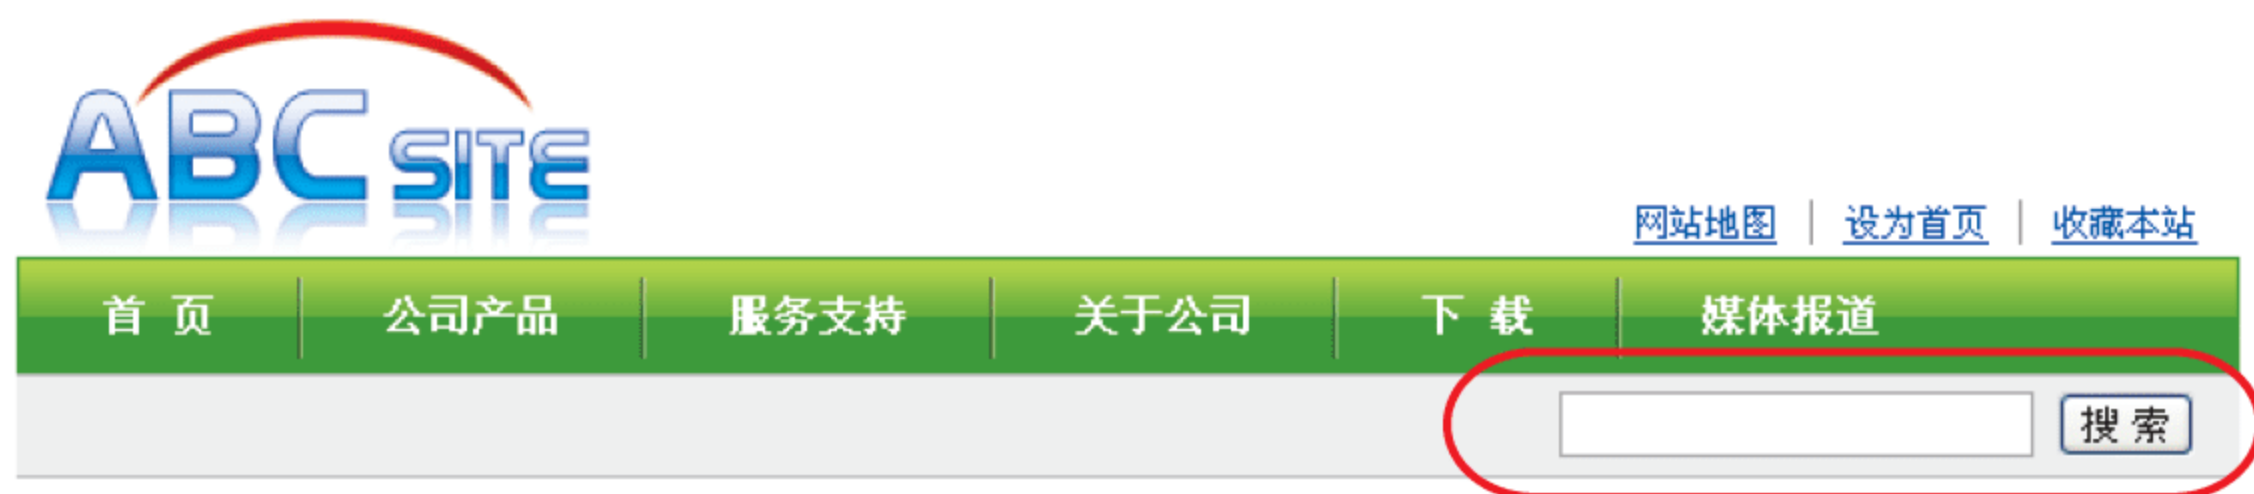 ABC SITE
网站地图 | 设为首页 | 收藏本站
首 页 公司产品 服务支持 关于公司 下 载 媒体报道
搜 索